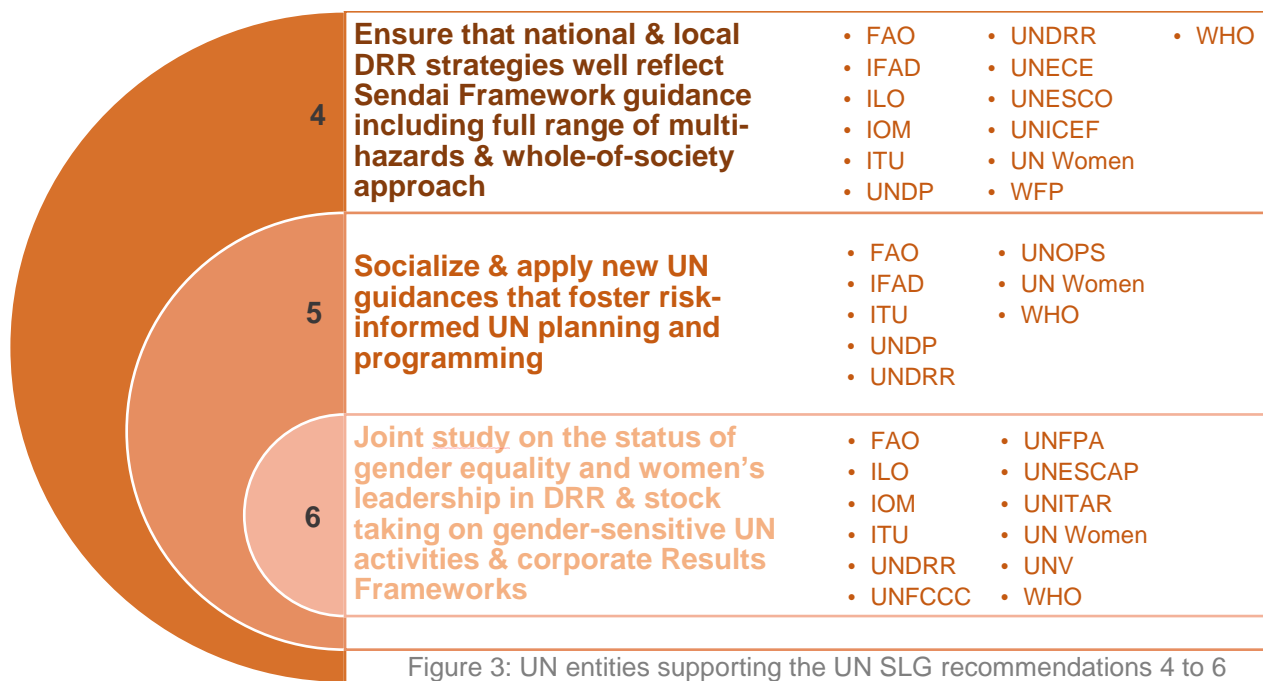 4
Ensure that national & local
DRR strategies well reflect
Sendai Framework guidance
including full range of multi-
hazards & whole-of-society
approach
• FAO
• IFAD
• ILO
• IOM
• ITU
• UNDP
• UNDRR
• UNECE
• UNESCO
• UNICEF
• UN Women
• WFP
• WHO
5
Socialize & apply new UN
guidances that foster risk-
informed UN planning and
programming
• FAO
• IFAD
• ITU
• UNDP
• UNDRR
• UNOPS
• UN Women
• WHO
6
Joint study on the status of
gender equality and women's
leadership in DRR & stock
taking on gender-sensitive UN
activities & corporate Results
Frameworks
• FAO
• ILO
• IOM
• ITU
• UNDRR
• UNFCCC
• UNFPA
• UNESCAP
• UNITAR
• UN Women
• UNV
• WHO
Figure 3: UN entities supporting the UN SLG recommendations 4 to 6